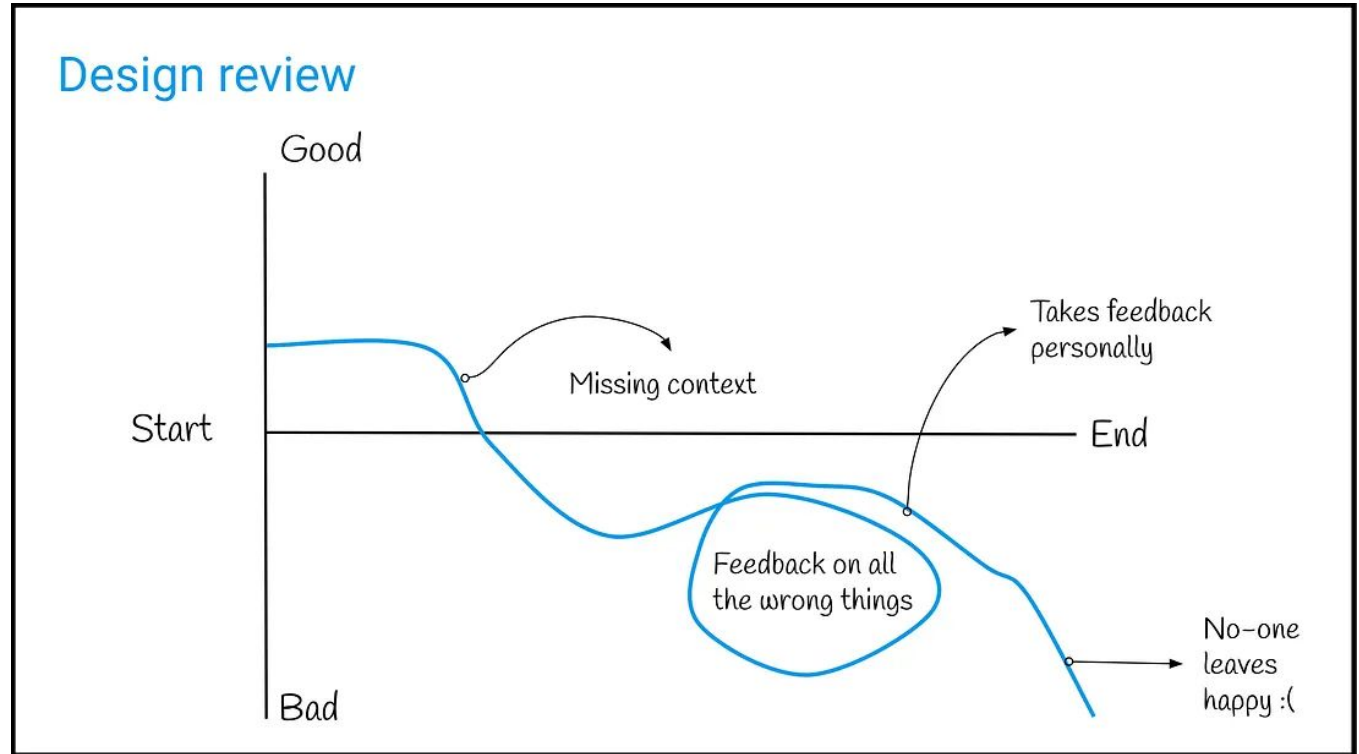 Design review
Good
Takes feedback
personally
Missing context
Start
End
Feedback on all
the wrong things
No-one
leaves
happy :(
Bad